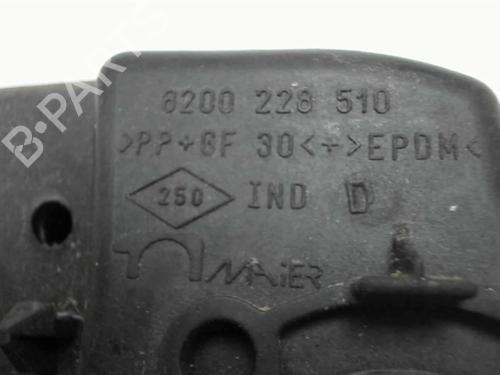 B-PARTS
8200 228 510
>PP+GF 30<+>EPDM<
250 IND D
MAIER